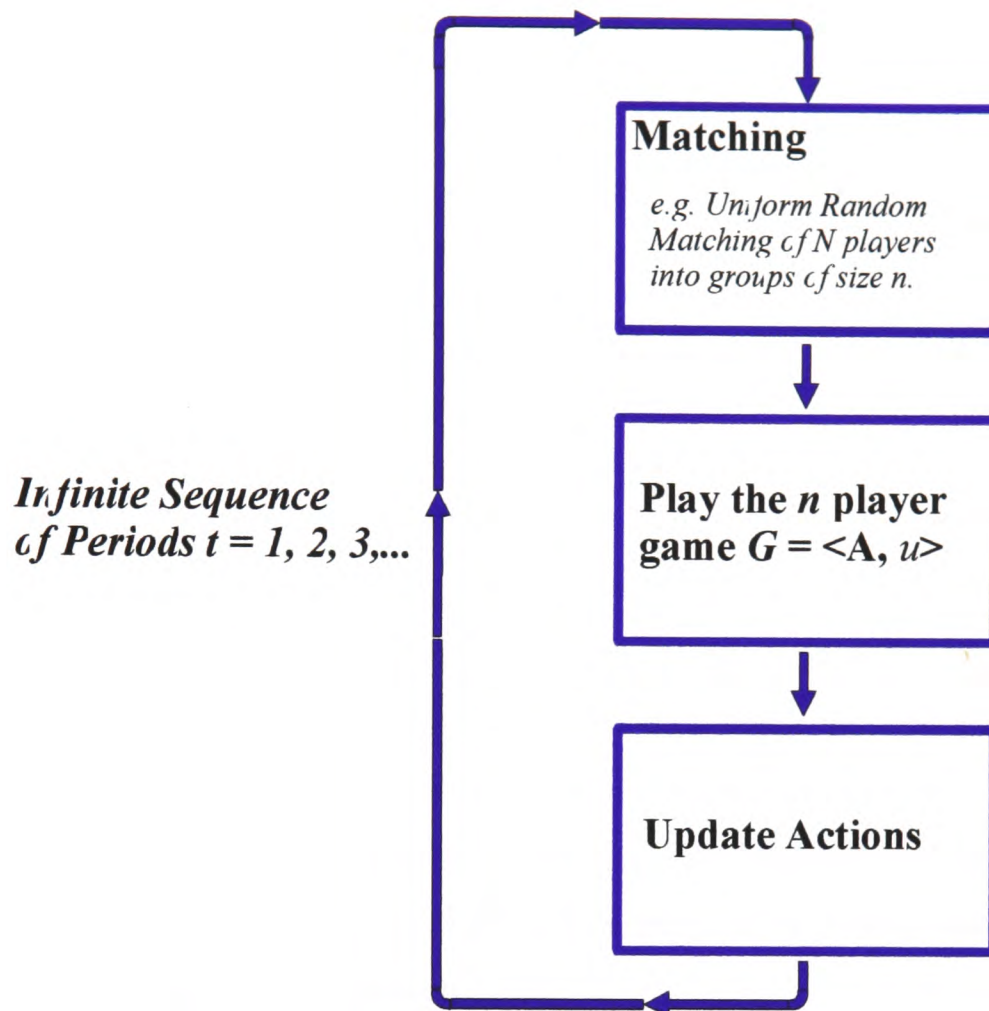 Matching
e.g. Uniform Random
Matching of N players
into groups of size n.
Infinite Sequence
of Periods t = 1, 2, 3,...
Play the n player
game G = <A, u>
Update Actions